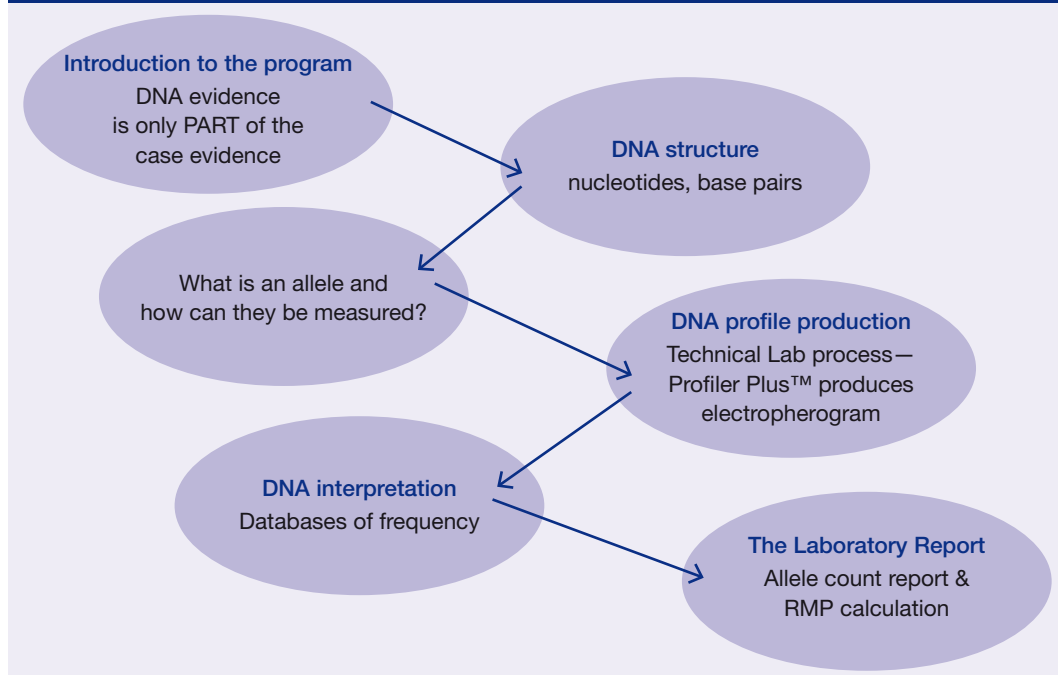 Introduction to the program
DNA evidence
is only PART of the
case evidence
DNA structure
nucleotides, base pairs
What is an allele and
how can they be measured?
DNA profile production
Technical Lab process—
Profiler Plus™ produces
electropherogram
DNA interpretation
Databases of frequency
The Laboratory Report
Allele count report &
RMP calculation